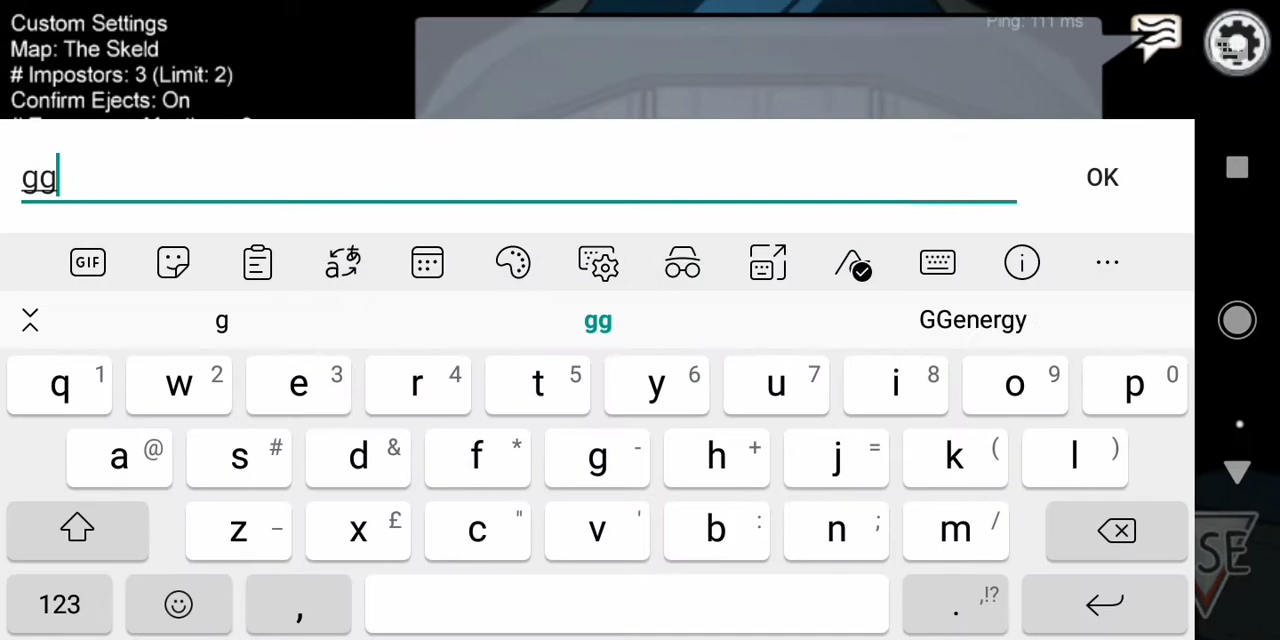 Custom Settings
Map: The Skeld
# Impostors: 3 (Limit: 2)
Confirm Ejects: On
Ping: 111 ms
gg
OK
GIF
g gg GGenergy
q 1 w 2 e 3 r 4 t 5 y 6 u 7 i 8 o 9 p 0
a @ s # d & f * g - h + j = k ( l )
z – x £ c " v ' b : n ; m /
123 , . ,!?
SE